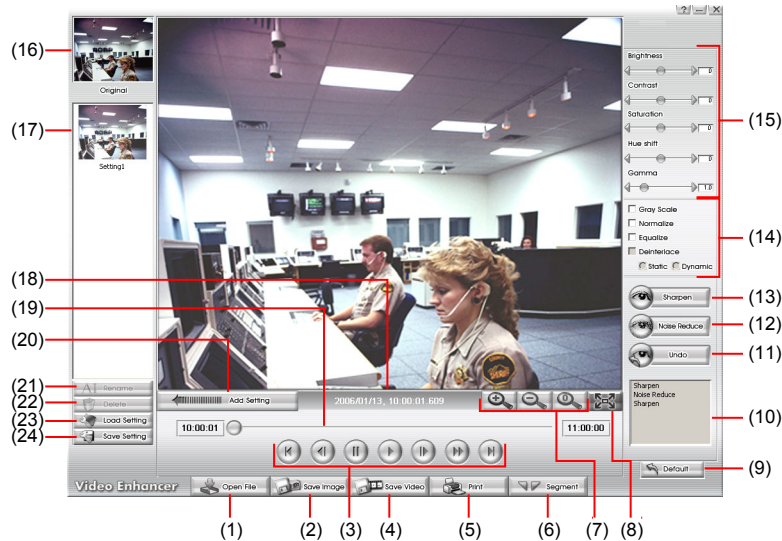 ? — X
(16)
Original
(17)
Setting1
(18)
(19)
(20)
(21)
Rename
(22)
Delete
(23)
Load Setting
(24)
Save Setting
Brightness
0
Contrast
0
Saturation
0
Hue shift
0
Gamma
1.0
(15)
Gray Scale
Normalize
Equalize
Deinterlace
Static Dynamic
(14)
Sharpen
(13)
Noise Reduce
(12)
Undo
(11)
Sharpen
Noise Reduce
Sharpen
(10)
Default
(9)
Add Setting
2006/01/13, 10:00:01.609
10:00:01
11:00:00
Video Enhancer
Open File
Save Image
Save Video
Print
Segment
(1) (2) (3) (4) (5) (6) (7) (8)